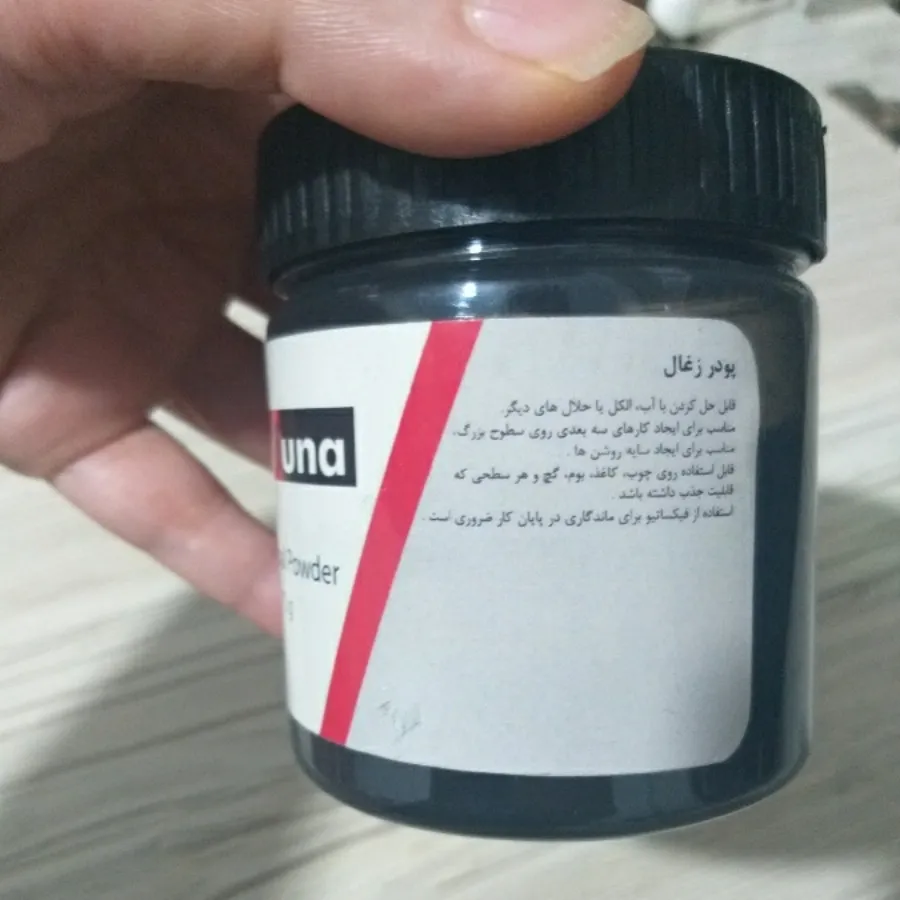 پودر زغال
قابل حل کردن با آب، الکل یا حلال های دیگر.
مناسب برای ایجاد کارهای سه بعدی روی سطوح بزرگ.
مناسب برای ایجاد سایه روشن ها .
قابل استفاده روی چوب، کاغذ، بوم، گچ و هر سطحی که
قابلیت جذب داشته باشد .
استفاده از فیکساتیو برای ماندگاری در پایان کار ضروری است .
una
Powder
g